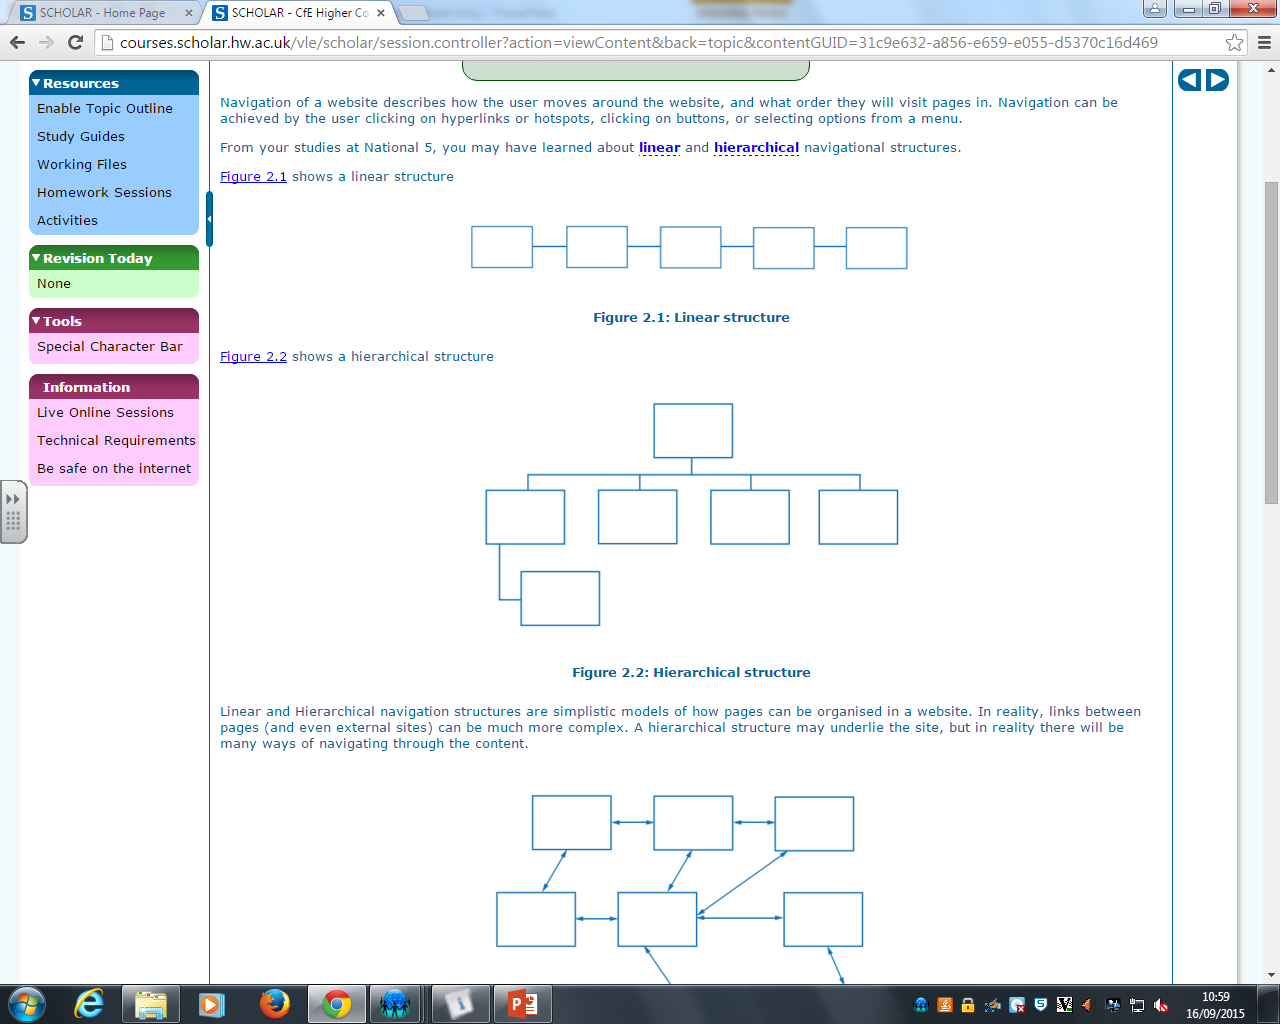 SCHOLAR - Home Page
SCHOLAR - CfE Higher Co
courses.scholar.hw.ac.uk/vle/scholar/session.controller?action=viewContent&back=topic&contentGUID=31c9e632-a856-e659-e055-d5370c16d469
Resources
Enable Topic Outline
Study Guides
Working Files
Homework Sessions
Activities
Revision Today
None
Tools
Special Character Bar
Information
Live Online Sessions
Technical Requirements
Be safe on the internet
Navigation of a website describes how the user moves around the website, and what order they will visit pages in. Navigation can be
achieved by the user clicking on hyperlinks or hotspots, clicking on buttons, or selecting options from a menu.
From your studies at National 5, you may have learned about linear and hierarchical navigational structures.
Figure 2.1 shows a linear structure
Figure 2.1: Linear structure
Figure 2.2 shows a hierarchical structure
Figure 2.2: Hierarchical structure
Linear and Hierarchical navigation structures are simplistic models of how pages can be organised in a website. In reality, links between
pages (and even external sites) can be much more complex. A hierarchical structure may underlie the site, but in reality there will be
many ways of navigating through the content.
10:59
16/09/2015